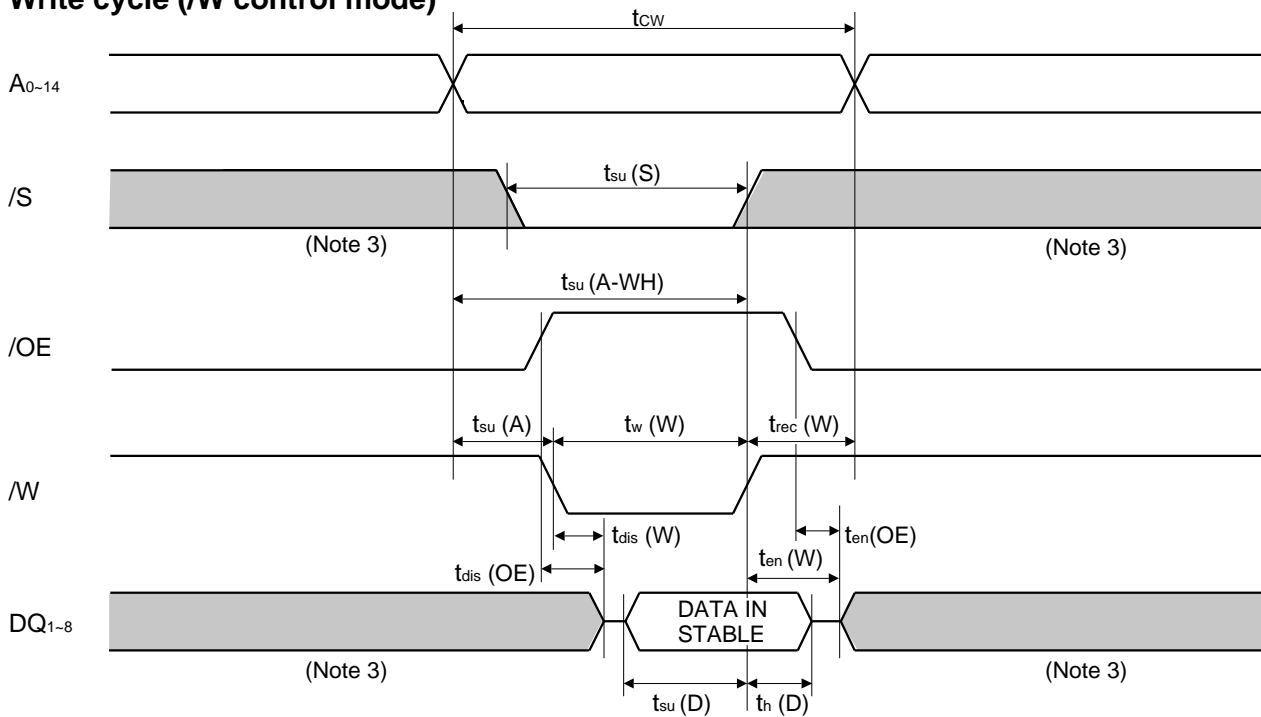 Write cycle (/W control mode)
tCW
A0~14
tsu (S)
/S
(Note 3)
(Note 3)
tsu (A-WH)
/OE
tsu (A)
tw (W)
trec (W)
/W
tdis (W)
ten(OE)
tdis (OE)
ten (W)
DQ1~8
DATA IN
STABLE
(Note 3)
(Note 3)
tsu (D)
th (D)